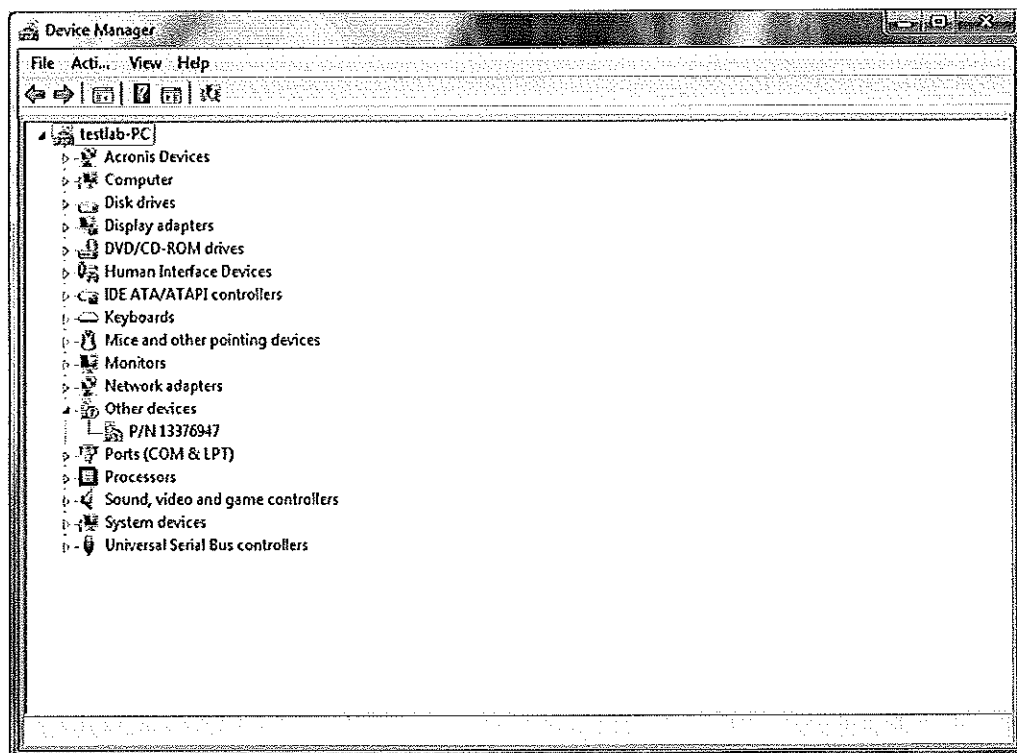 Device Manager
File Acti... View Help
testlab-PC
Acronis Devices
Computer
Disk drives
Display adapters
DVD/CD-ROM drives
Human Interface Devices
IDE ATA/ATAPI controllers
Keyboards
Mice and other pointing devices
Monitors
Network adapters
Other devices
P/N 13376947
Ports (COM & LPT)
Processors
Sound, video and game controllers
System devices
Universal Serial Bus controllers